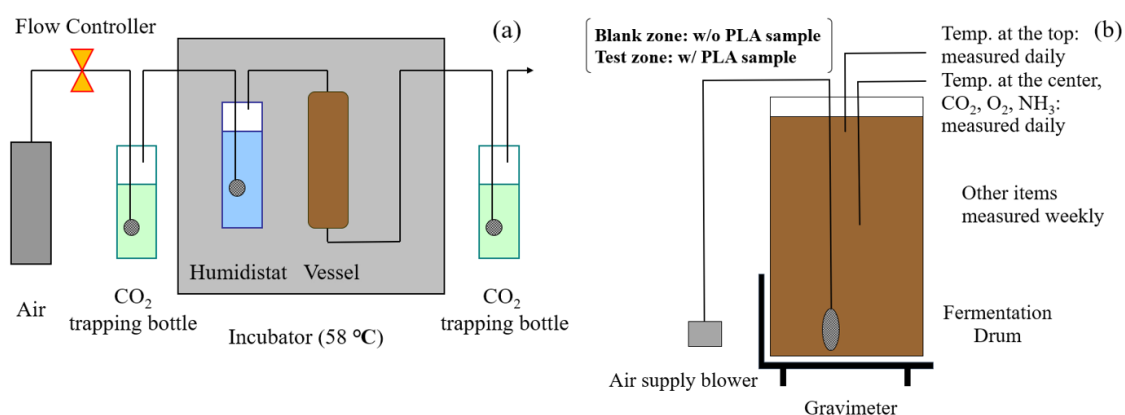 Flow Controller
(a)
Humidistat
Vessel
Air
CO2
trapping bottle
Incubator (58 °C)
CO2
trapping bottle
Blank zone: w/o PLA sample
Test zone: w/ PLA sample
(b)
Temp. at the top:
measured daily
Temp. at the center,
CO2, O2, NH3:
measured daily
Other items
measured weekly
Fermentation
Drum
Air supply blower
Gravimeter